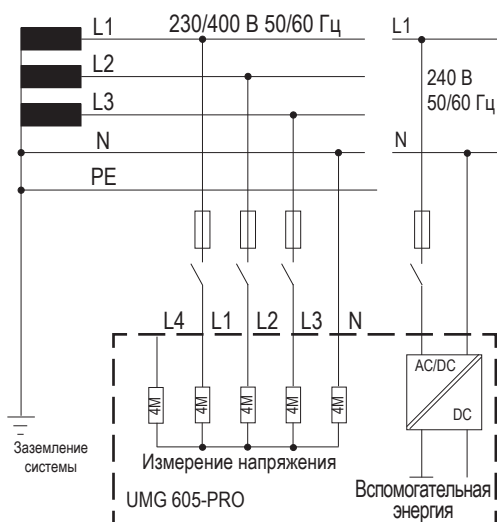 L1
230/400 В 50/60 Гц
L1
L2
240 В
50/60 Гц
L3
N
N
PE
L4
L1
L2
L3
N
AC/DC
DC
4M
4M
4M
4M
4M
Заземление
системы
Измерение напряжения
UMG 605-PRO
Вспомогательная
энергия